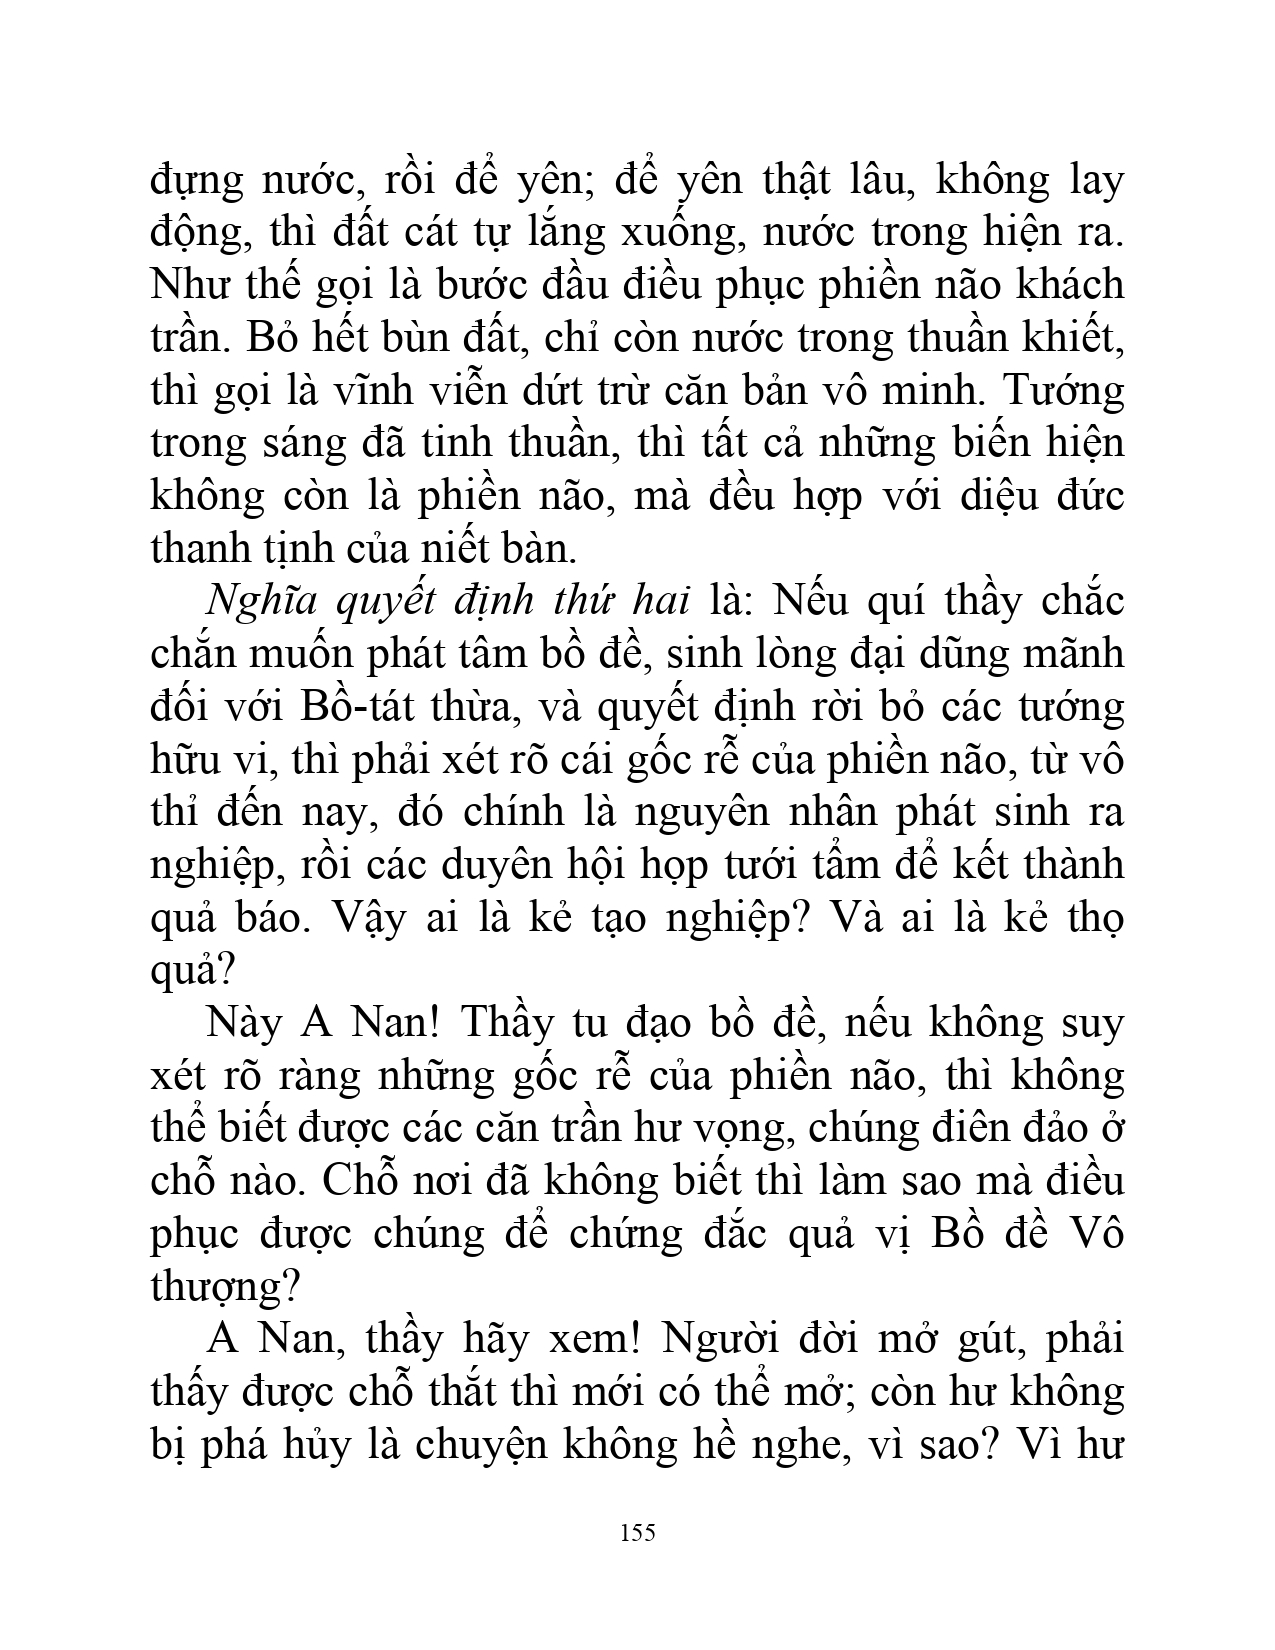 đựng nước, rồi để yên; để yên thật lâu, không lay
động, thì đất cát tự lắng xuống, nước trong hiện ra.
Như thế gọi là bước đầu điều phục phiền não khách
trần. Bỏ hết bùn đất, chỉ còn nước trong thuần khiết,
thì gọi là vĩnh viễn dứt trừ căn bản vô minh. Tướng
trong sáng đã tinh thuần, thì tất cả những biến hiện
không còn là phiền não, mà đều hợp với diệu đức
thanh tịnh của niết bàn.
Nghĩa quyết định thứ hai là: Nếu quí thầy chắc
chắn muốn phát tâm bồ đề, sinh lòng đại dũng mãnh
đối với Bồ-tát thừa, và quyết định rời bỏ các tướng
hữu vi, thì phải xét rõ cái gốc rễ của phiền não, từ vô
thỉ đến nay, đó chính là nguyên nhân phát sinh ra
nghiệp, rồi các duyên hội họp tưới tẩm để kết thành
quả báo. Vậy ai là kẻ tạo nghiệp? Và ai là kẻ thọ
quả?
Này A Nan! Thầy tu đạo bồ đề, nếu không suy
xét rõ ràng những gốc rễ của phiền não, thì không
thể biết được các căn trần hư vọng, chúng điên đảo ở
chỗ nào. Chỗ nơi đã không biết thì làm sao mà điều
phục được chúng để chứng đắc quả vị Bồ đề Vô
thượng?
A Nan, thầy hãy xem! Người đời mở gút, phải
thấy được chỗ thắt thì mới có thể mở; còn hư không
bị phá hủy là chuyện không hề nghe, vì sao? Vì hư
155